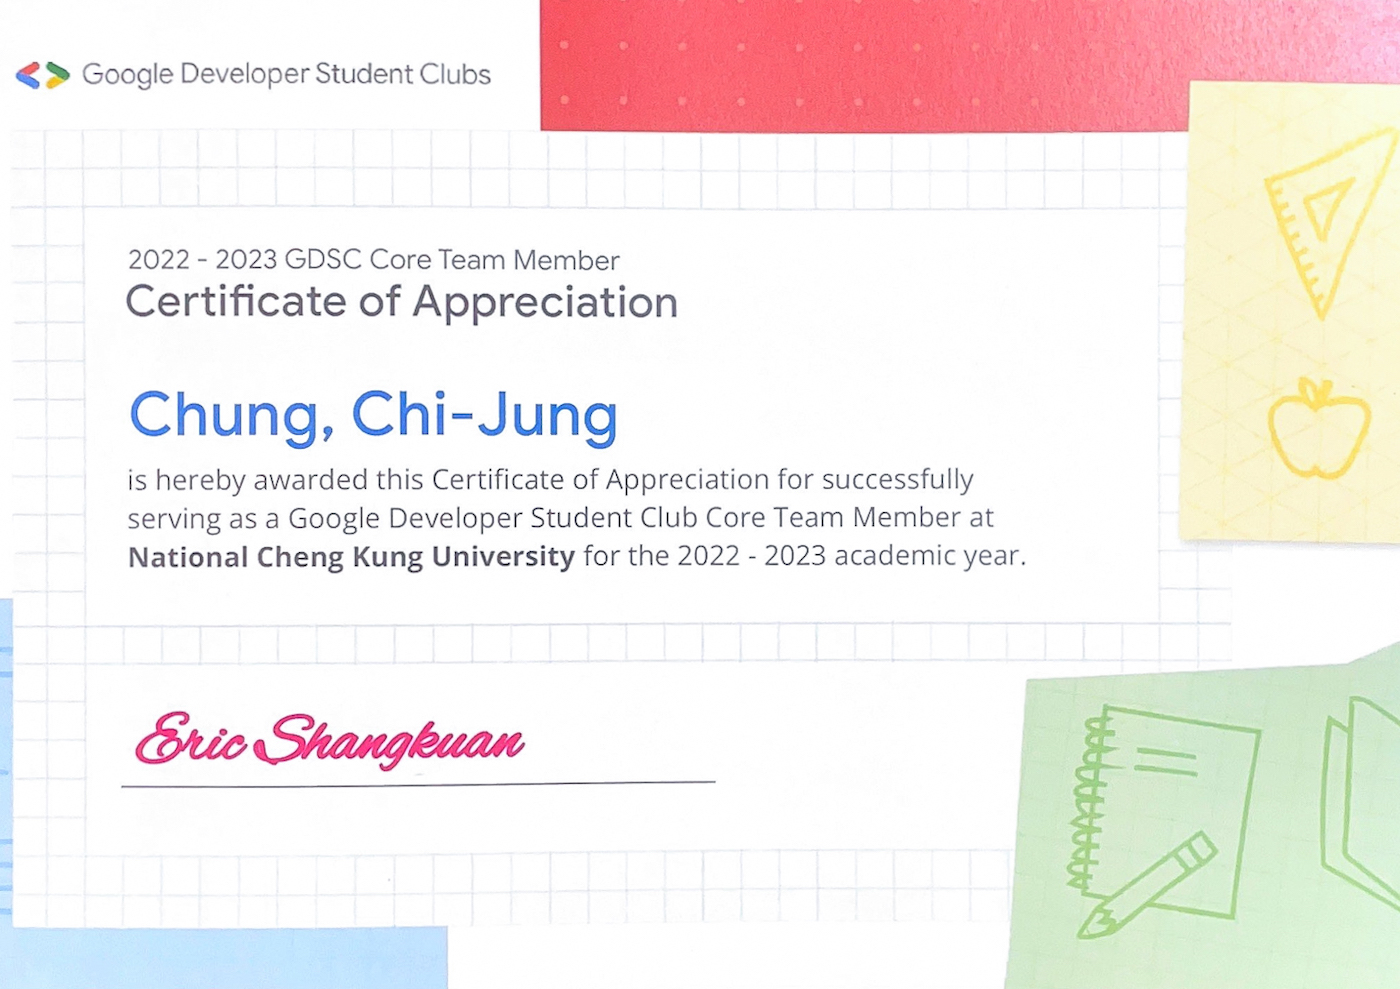 Google Developer Student Clubs
2022 - 2023 GDSC Core Team Member
Certificate of Appreciation
Chung, Chi-Jung
is hereby awarded this Certificate of Appreciation for successfully
serving as a Google Developer Student Club Core Team Member at
National Cheng Kung University for the 2022 - 2023 academic year.
Eric Shangkuan